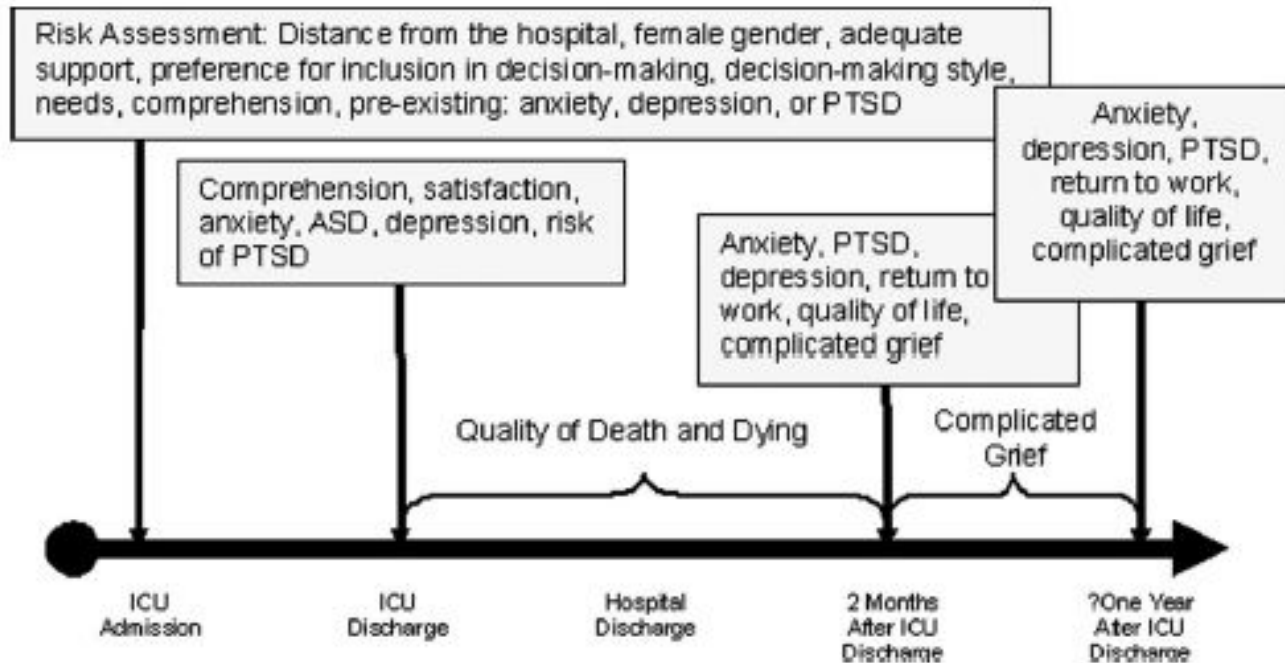 Risk Assessment: Distance from the hospital, female gender, adequate
support, preference for inclusion in decision-making, decision-making style,
needs, comprehension, pre-existing: anxiety, depression, or PTSD
Anxiety,
depression, PTSD,
return to work,
quality of life,
complicated grief
Comprehension, satisfaction,
anxiety, ASD, depression, risk
of PTSD
Anxiety, PTSD,
depression, return to
work, quality of life,
complicated grief
Quality of Death and Dying
Complicated
Grief
ICU
Admission
ICU
Discharge
Hospital
Discharge
2 Months
After ICU
Discharge
?One Year
After ICU
Discharge